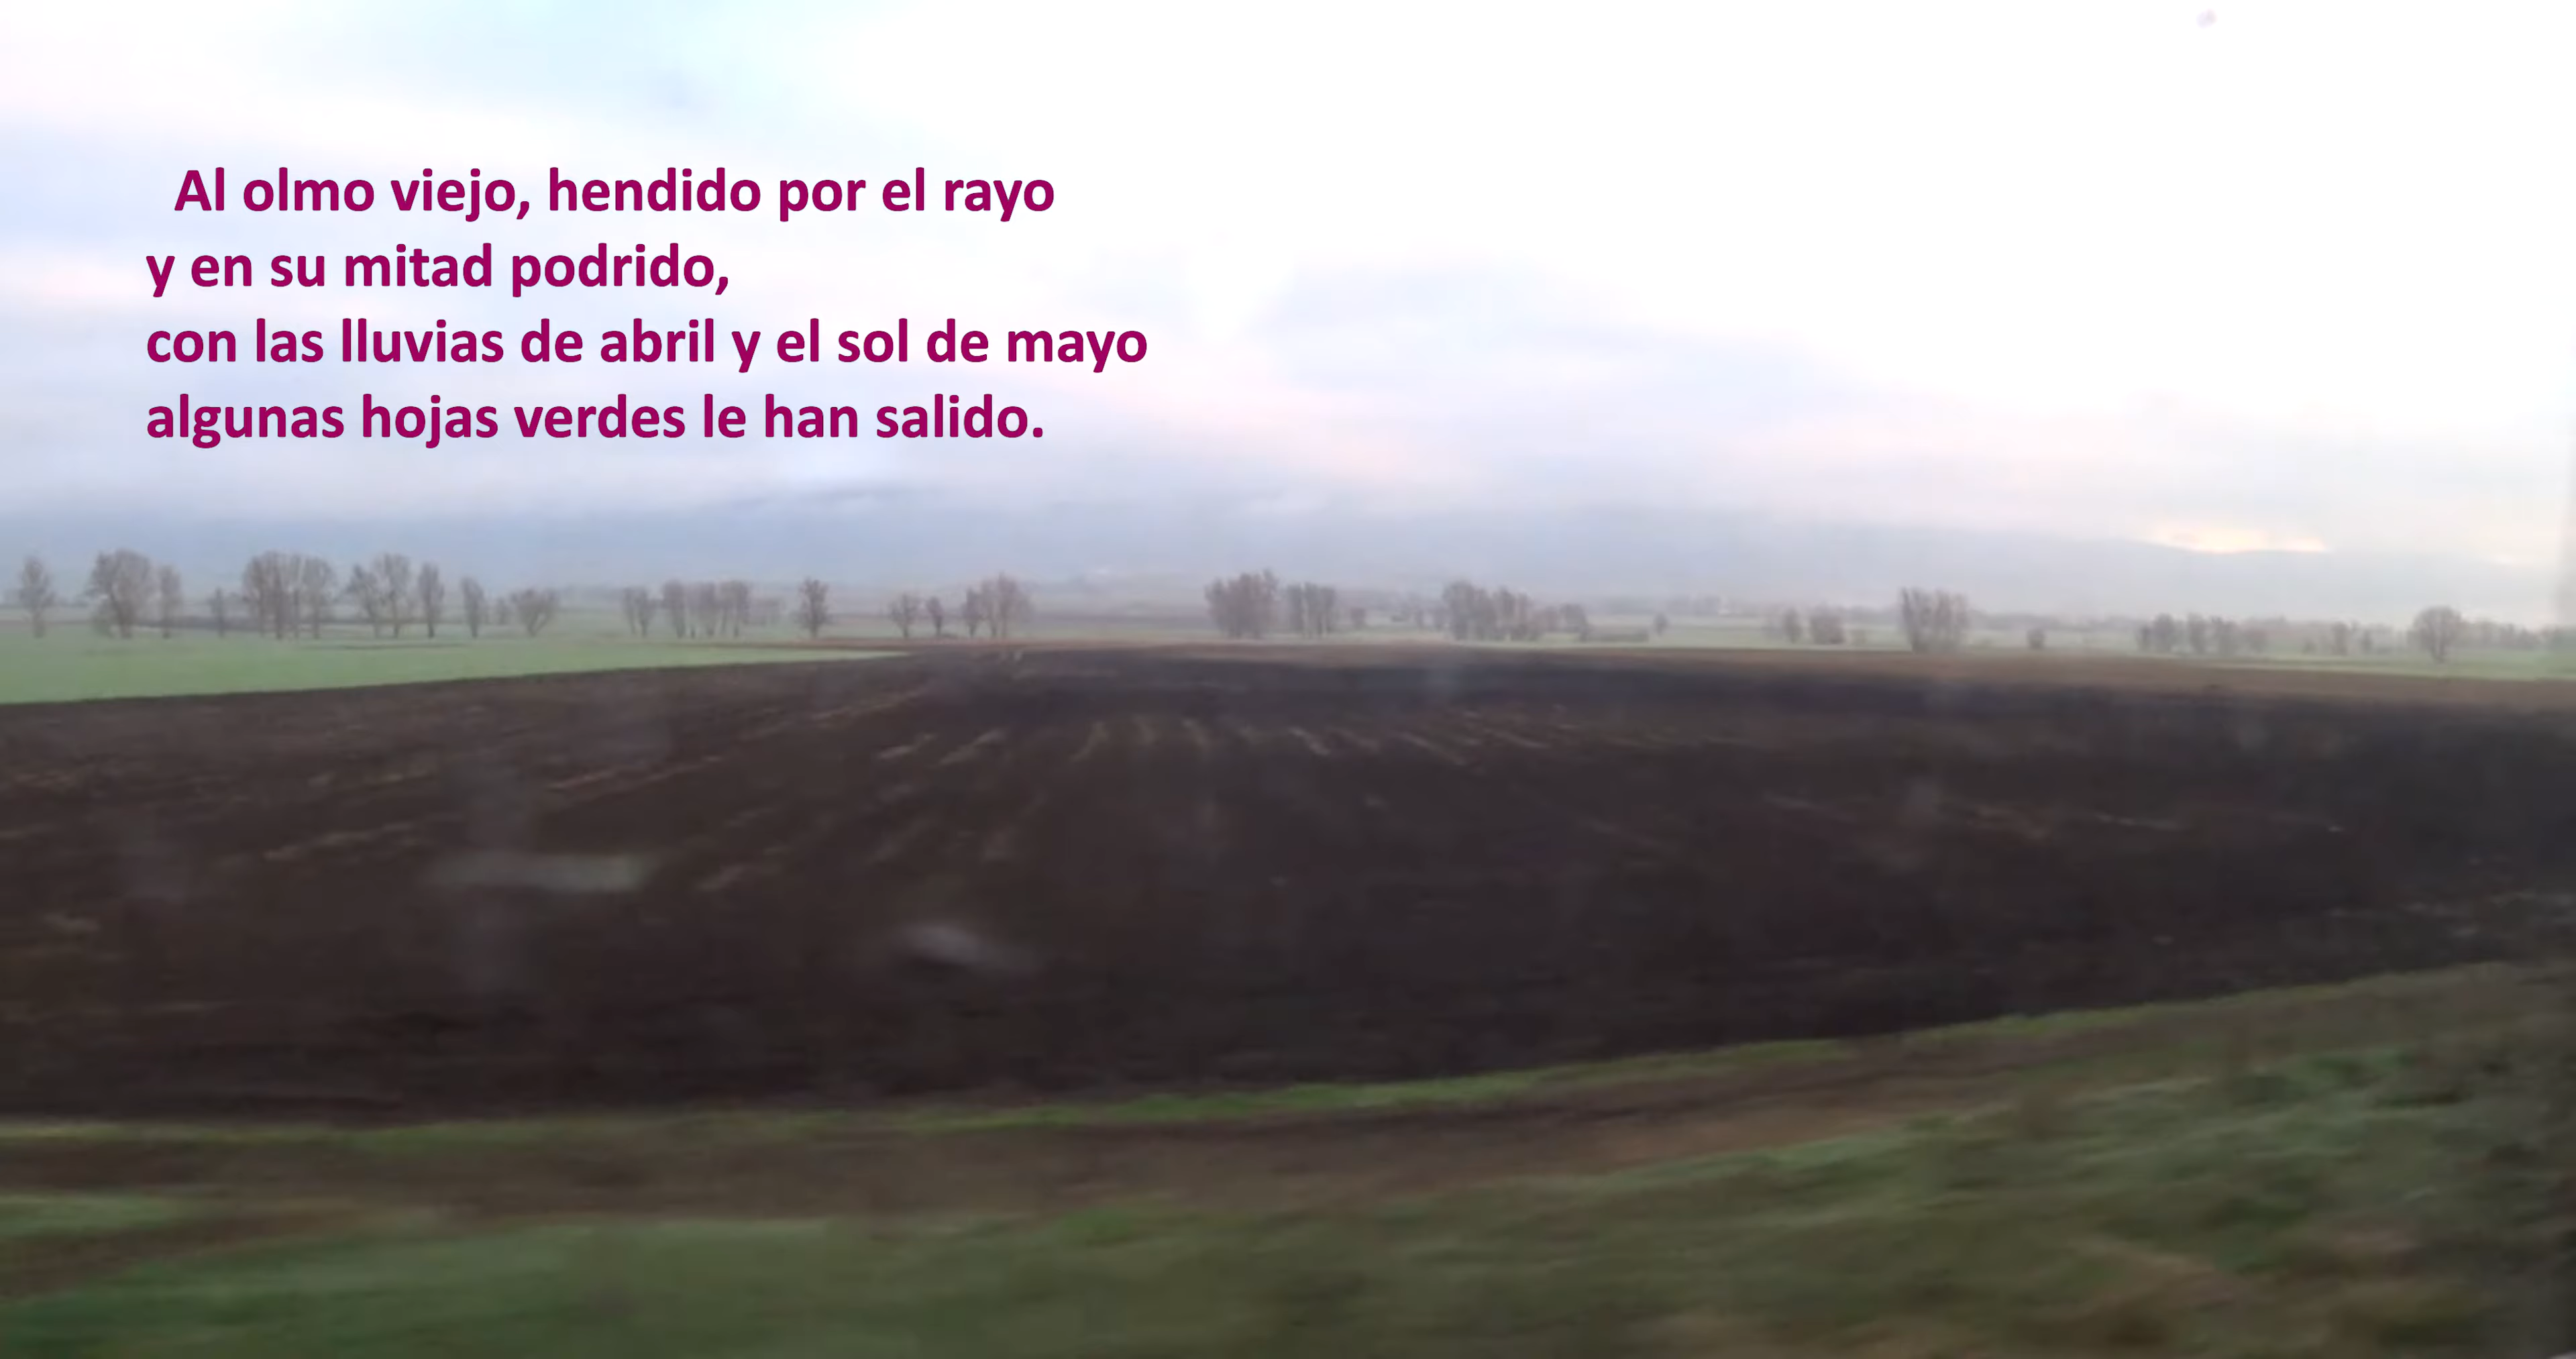 Al olmo viejo, hendido por el rayo
y en su mitad podrido,
con las lluvias de abril y el sol de mayo
algunas hojas verdes le han salido.